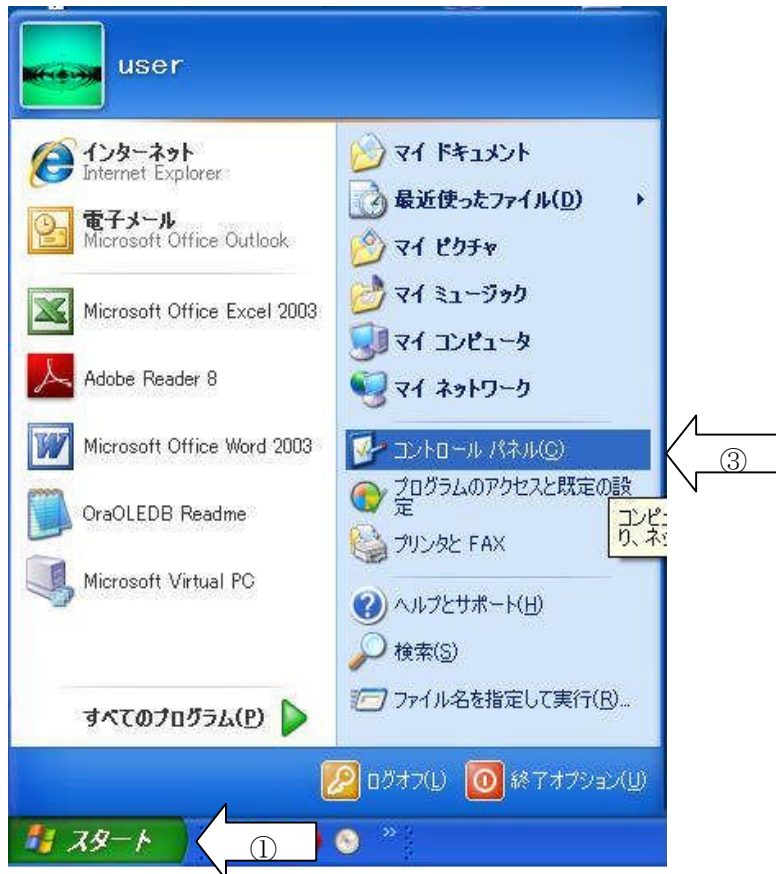 user
インターネット
Internet Explorer
電子メール
Microsoft Office Outlook
Microsoft Office Excel 2003
Adobe Reader 8
Microsoft Office Word 2003
OraOLEDB Readme
Microsoft Virtual PC
すべてのプログラム(P)
マイ ドキュメント
最近使ったファイル(D)
マイ ピクチャ
マイ ミュージック
マイ コンピュータ
マイ ネットワーク
コントロール パネル(C)
③
プログラムのアクセスと既定の設
定
コンピ
り、ネ
プリンタと FAX
ヘルプとサポート(H)
検索(S)
ファイル名を指定して実行(R)...
ログオフ(L)
終了オプション(U)
スタート
①
»